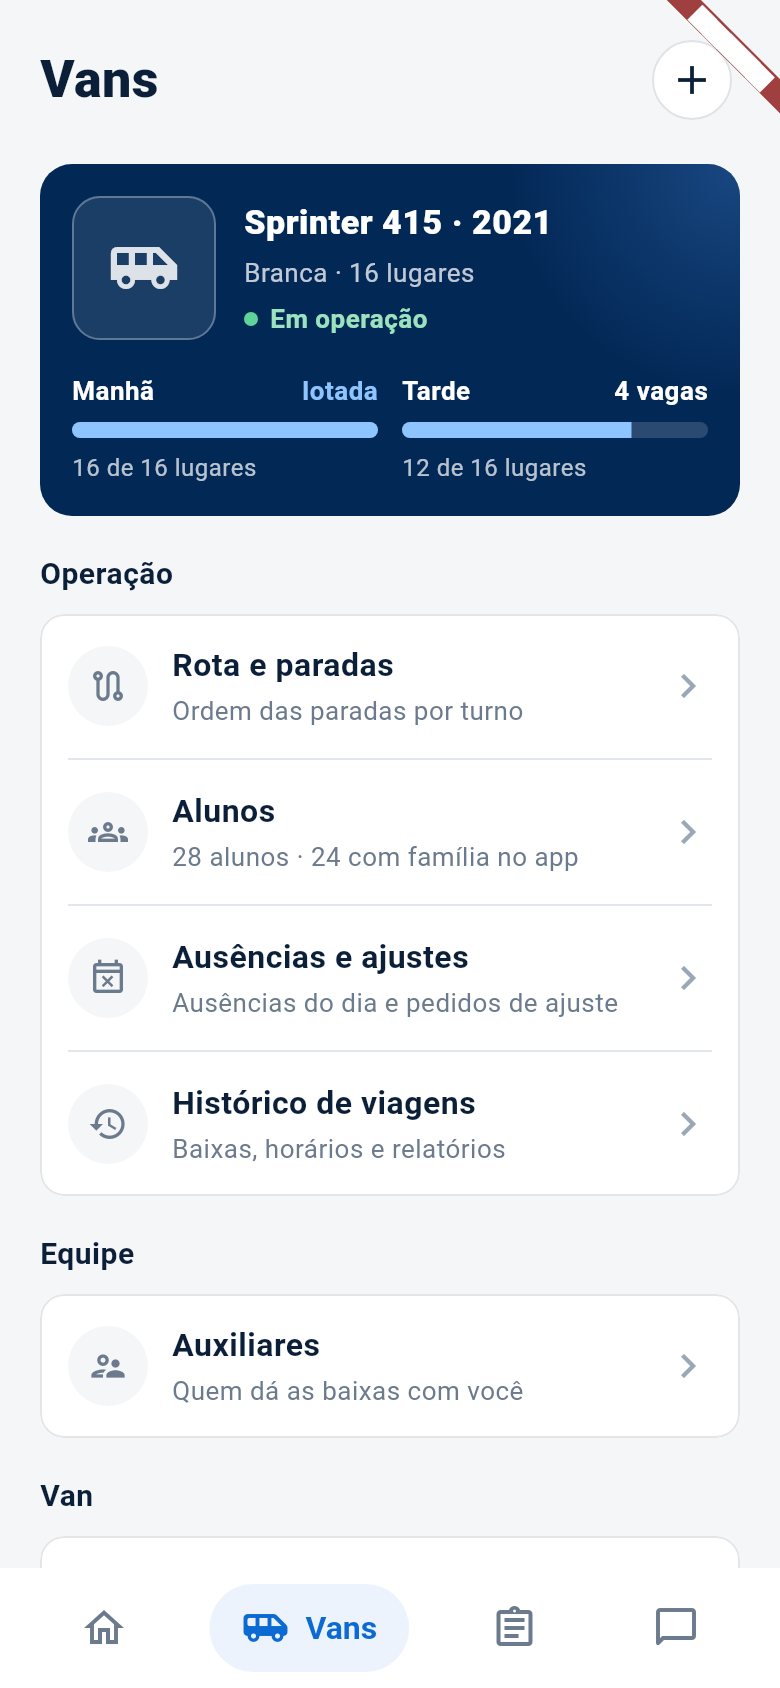 Vans
Sprinter 415 · 2021
Branca · 16 lugares
Em operação
Manhã
lotada
Tarde
4 vagas
16 de 16 lugares
12 de 16 lugares
Operação
Rota e paradas
Ordem das paradas por turno
Alunos
28 alunos · 24 com família no app
Ausências e ajustes
Ausências do dia e pedidos de ajuste
Histórico de viagens
Baixas, horários e relatórios
Equipe
Auxiliares
Quem dá as baixas com você
Van
Vans